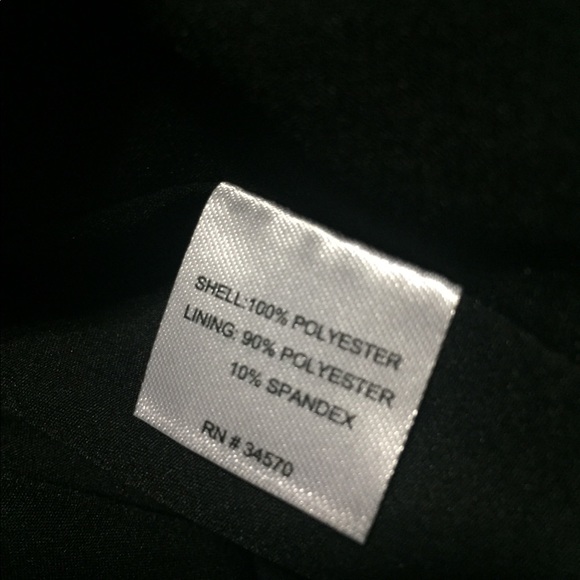 SHELL:100% POLYESTER
LINING: 90% POLYESTER
10% SPANDEX
RN # 34570